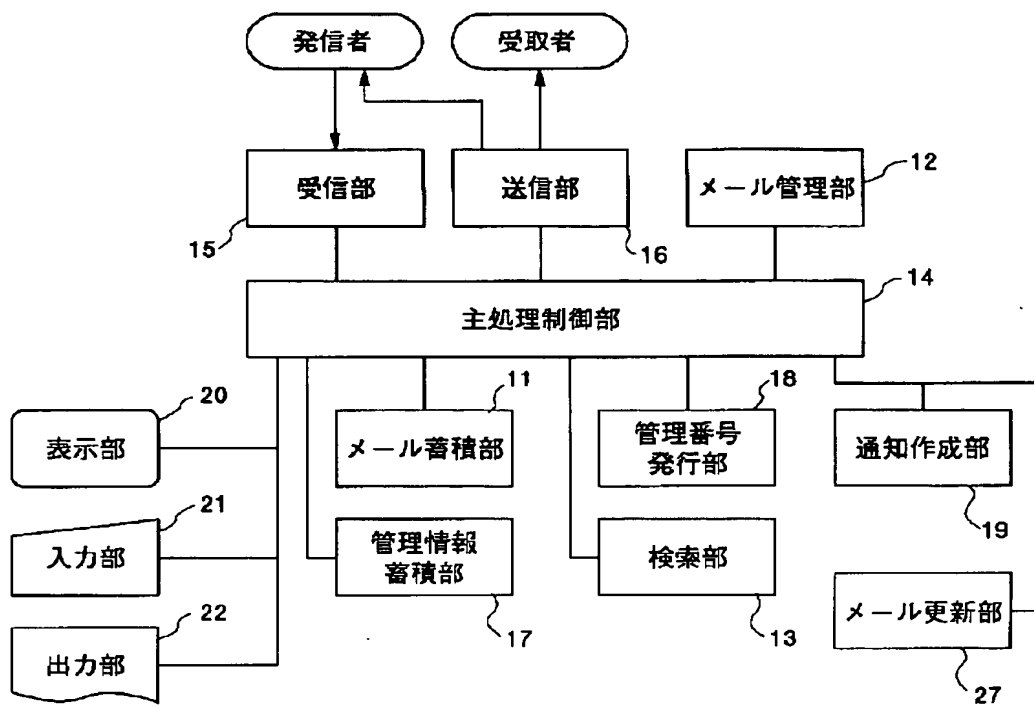 発信者
受取者
受信部
15
送信部
16
メール管理部
12
主処理制御部
14
表示部
20
メール蓄積部
11
管理番号
発行部
18
通知作成部
19
入力部
21
管理情報
蓄積部
17
検索部
13
メール更新部
27
出力部
22